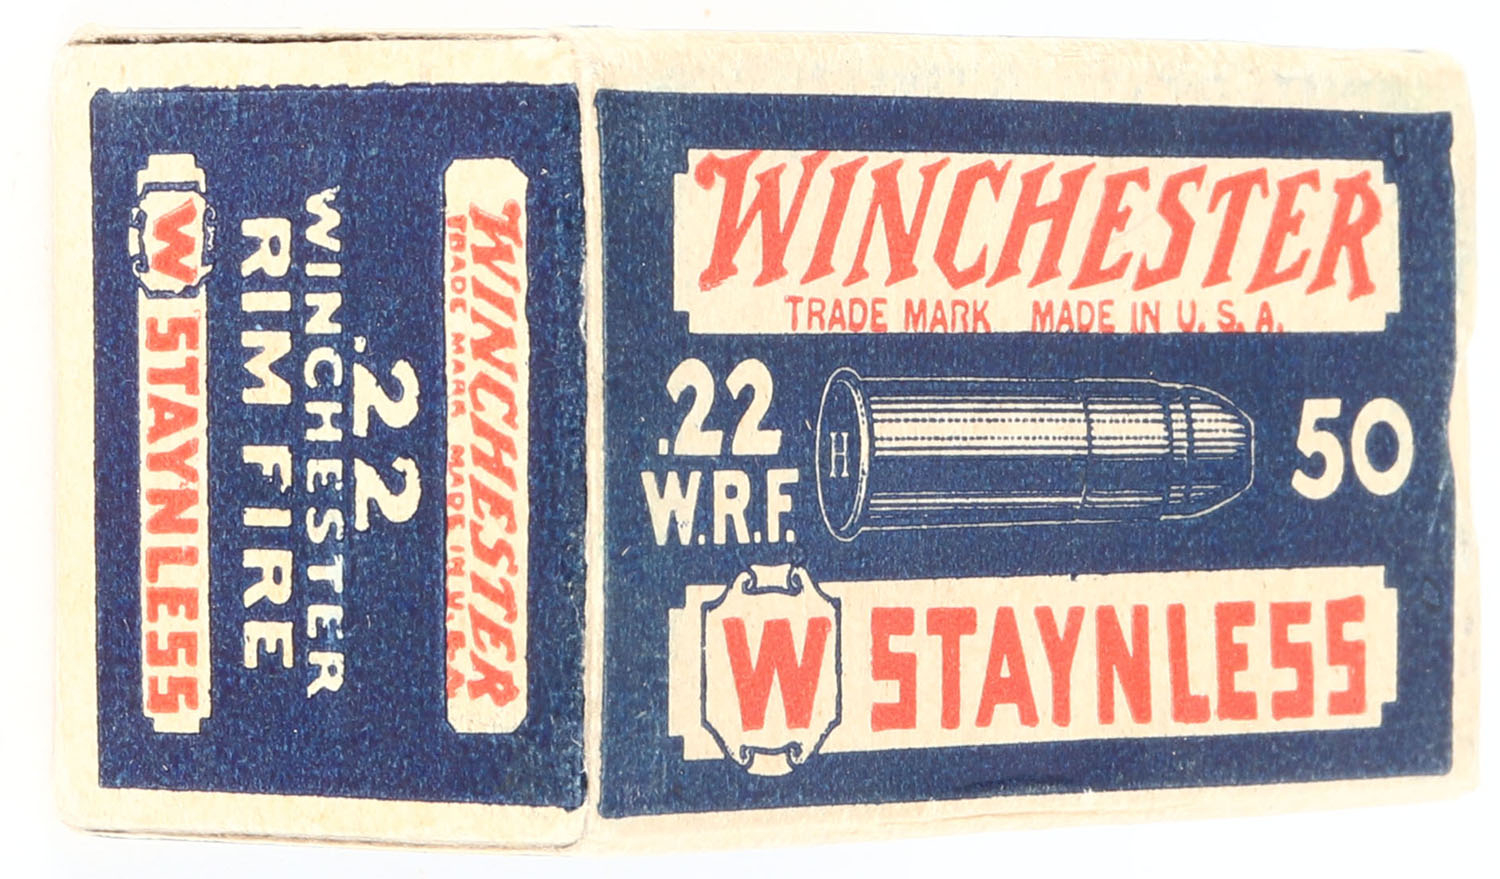 WINCHESTER
TRADE MARK MADE IN U. S. A.
.22
W.R.F.
H
50
W STAYNLESS
WINCHESTER
TRADE MARK MADE IN U.S.A.
.22
WINCHESTER
RIM FIRE
W STAYNLESS